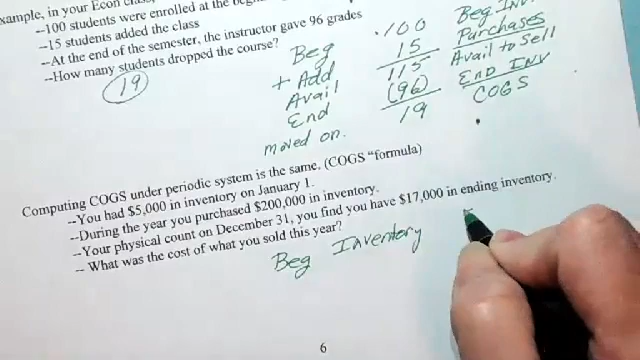 example, in your Econ class,
--100 students were enrolled at the
--15 students added the class
--At the end of the semester, the instructor gave 96 grades
--How many students dropped the course?
19
Beg 100 Beg Inv.
+ Add 15 Purchases
Avail 115 Avail to Sell
End (96) End INV
moved on. 19 COGS
Computing COGS under periodic system is the same. (COGS "formula)
--You had $5,000 in inventory on January 1.
--During the year you purchased $200,000 in inventory.
--Your physical count on December 31, you find you have $17,000 in ending inventory.
-- What was the cost of what you sold this year?
Beg Inventory
6